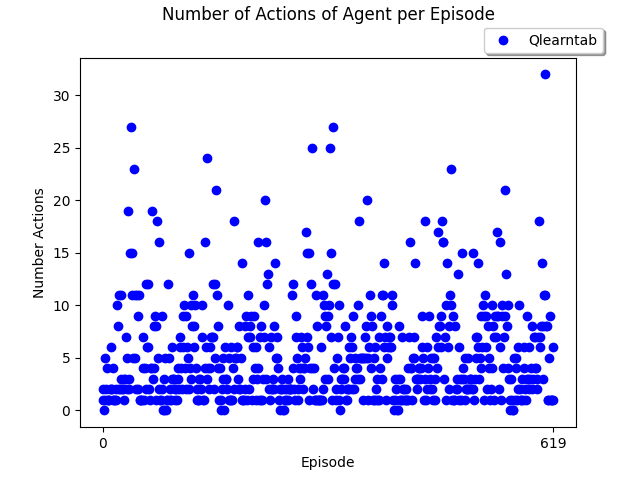 Number of Actions of Agent per Episode
Qlearntab
30
25
20
15
10
5
0
Number Actions
0 619
Episode